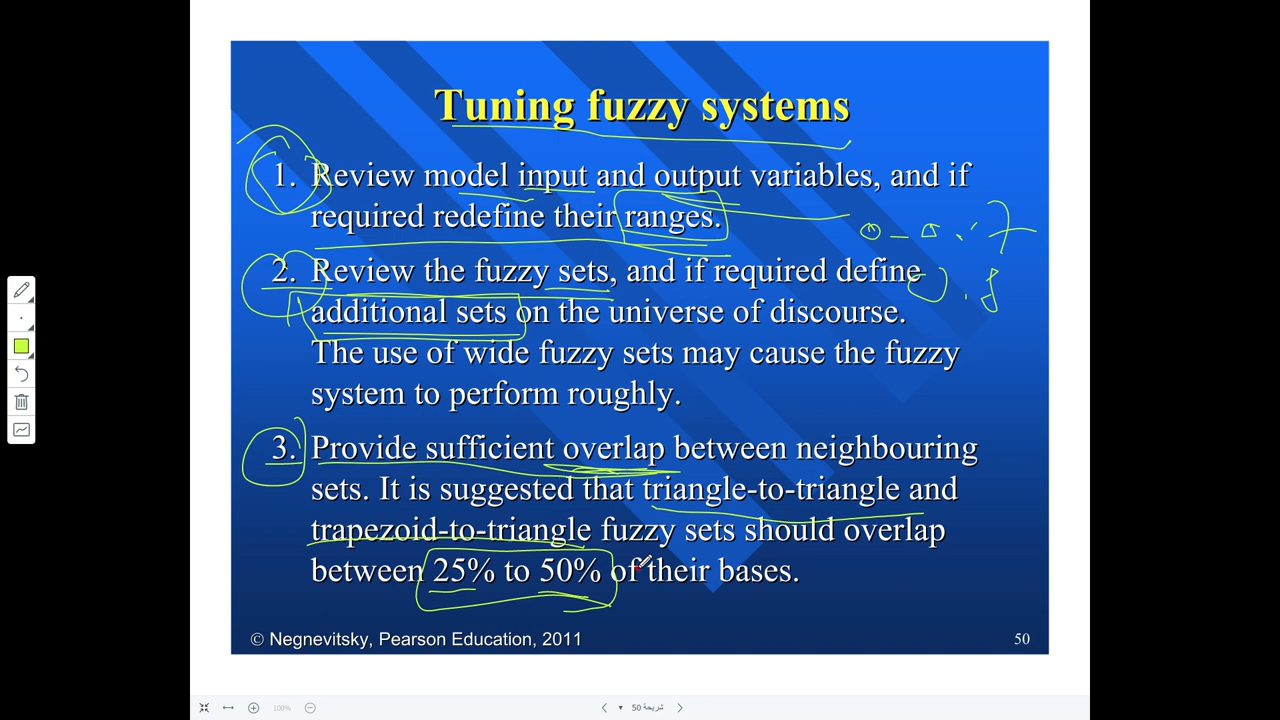 Tuning fuzzy systems
1. Review model input and output variables, and if
required redefine their ranges.
2. Review the fuzzy sets, and if required define
additional sets on the universe of discourse.
The use of wide fuzzy sets may cause the fuzzy
system to perform roughly.
3. Provide sufficient overlap between neighbouring
sets. It is suggested that triangle-to-triangle and
trapezoid-to-triangle fuzzy sets should overlap
between 25% to 50% of their bases.
© Negnevitsky, Pearson Education, 2011
50
100%
شريحة 50